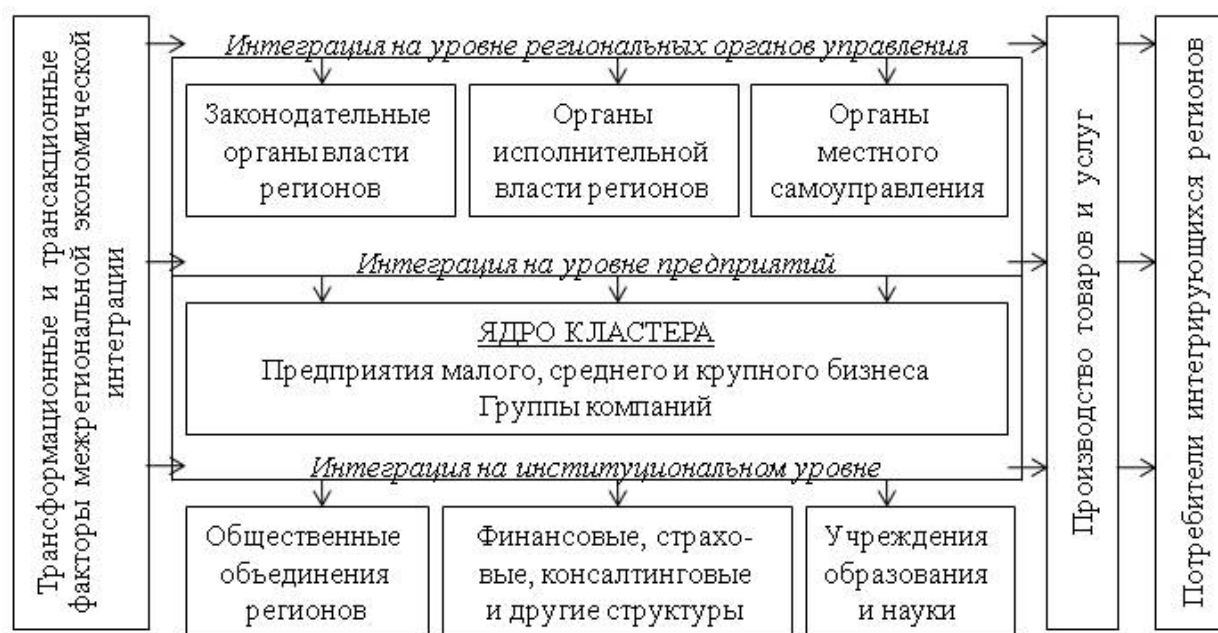 Трансформационные и трансакционные
факторы межрегиональной экономической
интеграции
Интеграция на уровне региональных органов управления
Законодательные
органы власти
регионов
Органы
исполнительной
власти регионов
Органы
местного
самоуправления
Интеграция на уровне предприятий
ЯДРО КЛАСТЕРА
Предприятия малого, среднего и крупного бизнеса
Группы компаний
Интеграция на институциональном уровне
Общественные
объединения
регионов
Финансовые, страхо-
вые, консалтинговые
и другие структуры
Учреждения
образования
и науки
Производство товаров и услуг
Потребители интегрирующихся регионов